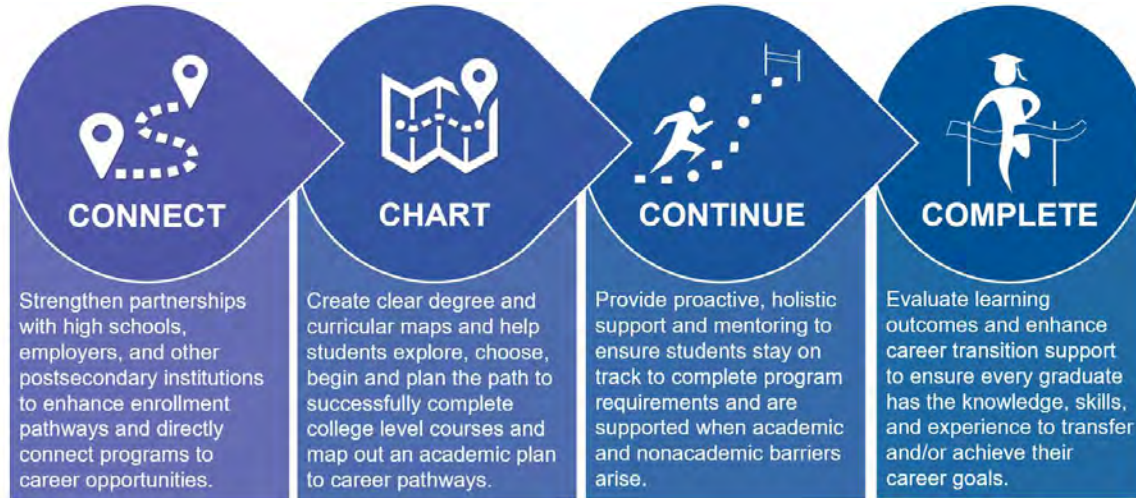 CONNECT
Strengthen partnerships
with high schools,
employers, and other
postsecondary institutions
to enhance enrollment
pathways and directly
connect programs to
career opportunities.
CHART
Create clear degree and
curricular maps and help
students explore, choose,
begin and plan the path to
successfully complete
college level courses and
map out an academic plan
to career pathways.
CONTINUE
Provide proactive, holistic
support and mentoring to
ensure students stay on
track to complete program
requirements and are
supported when academic
and nonacademic barriers
arise.
COMPLETE
Evaluate learning
outcomes and enhance
career transition support
to ensure every graduate
has the knowledge, skills,
and experience to transfer
and/or achieve their
career goals.